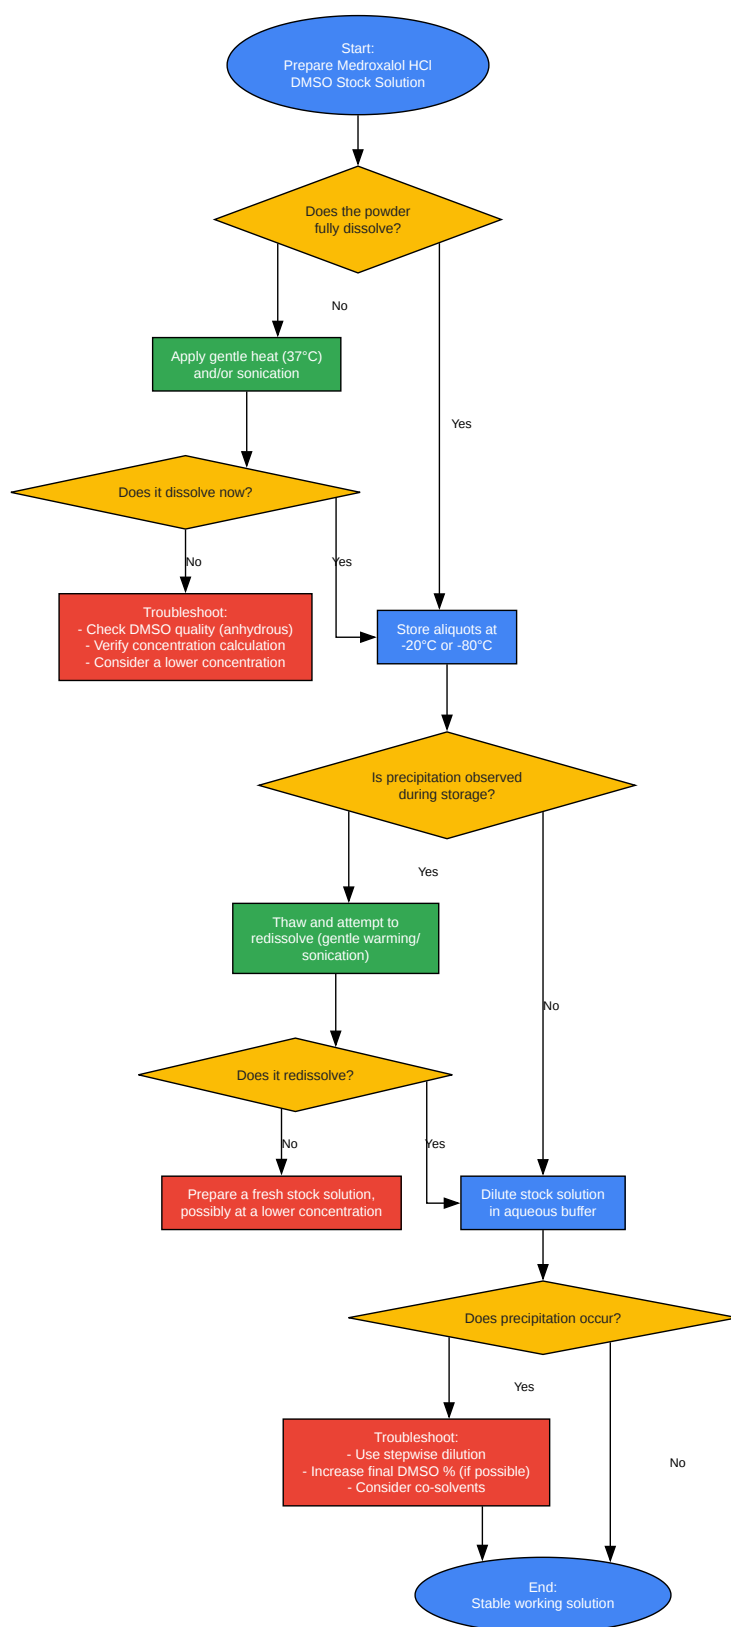 Start:
Prepare Medroxalol HCl
DMSO Stock Solution
Does the powder
fully dissolve?
No
Apply gentle heat (37°C)
and/or sonication
Yes
Does it dissolve now?
No
Yes
Troubleshoot:
- Check DMSO quality (anhydrous)
- Verify concentration calculation
- Consider a lower concentration
Store aliquots at
-20°C or -80°C
Is precipitation observed
during storage?
Yes
Thaw and attempt to
redissolve (gentle warming/
sonication)
No
Does it redissolve?
No
Yes
Prepare a fresh stock solution,
possibly at a lower concentration
Dilute stock solution
in aqueous buffer
Does precipitation occur?
Yes
Troubleshoot:
- Use stepwise dilution
- Increase final DMSO % (if possible)
- Consider co-solvents
No
End:
Stable working solution